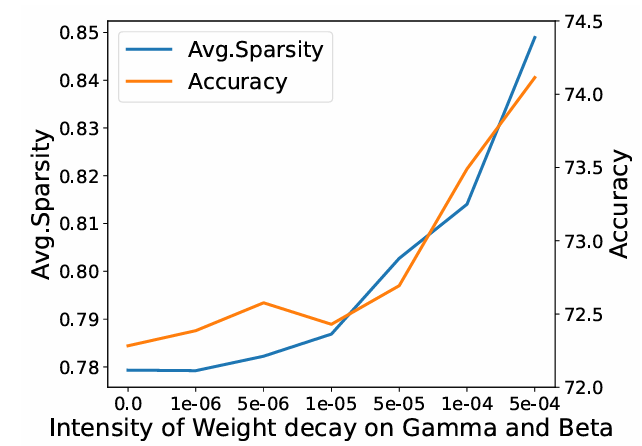 Avg.Sparsity
Accuracy
0.85
0.84
0.83
0.82
0.81
0.80
0.79
0.78
Avg.Sparsity
74.5
74.0
73.5
73.0
72.5
72.0
Accuracy
0.0 1e-06 5e-06 1e-05 5e-05 1e-04 5e-04
Intensity of Weight decay on Gamma and Beta